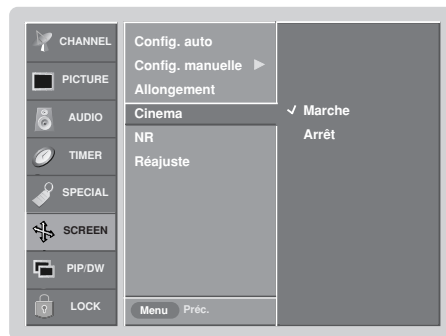 CHANNEL
PICTURE
AUDIO
TIMER
SPECIAL
SCREEN
PIP/DW
LOCK
Config. auto
Config. manuelle
Allongement
Cinema
NR
Réajuste
Menu Préc.
Marche
Arrêt